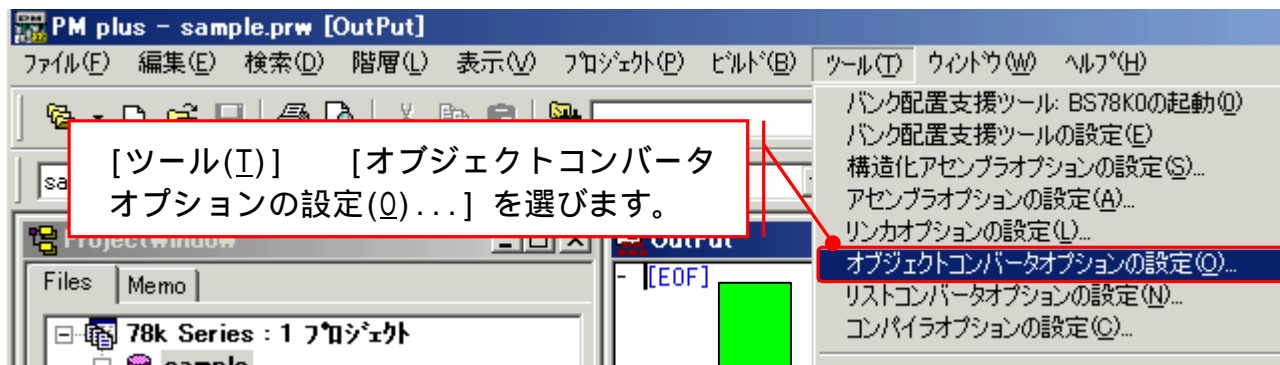 PM plus - sample.prw [OutPut]
ファイル(F) 編集(E) 検索(D) 階層(L) 表示(V) プロジェクト(P) ビルド(B) ツール(T) ウィンドウ(W) ヘルプ(H)
バンク配置支援ツール: BS78K0の起動(0)
バンク配置支援ツールの設定(E)
構造化アセンブラオプションの設定(S)...
アセンブラオプションの設定(A)...
リンカオプションの設定(L)...
オブジェクトコンバータオプションの設定(O)...
リストコンバータオプションの設定(N)...
コンパイラオプションの設定(C)...
[ツール(T)] [オブジェクトコンバータ
オプションの設定(O)...] を選びます。
sa
ProjectWindow
OutPut
Files Memo
[EOF]
78k Series : 1 プロジェクト
sample